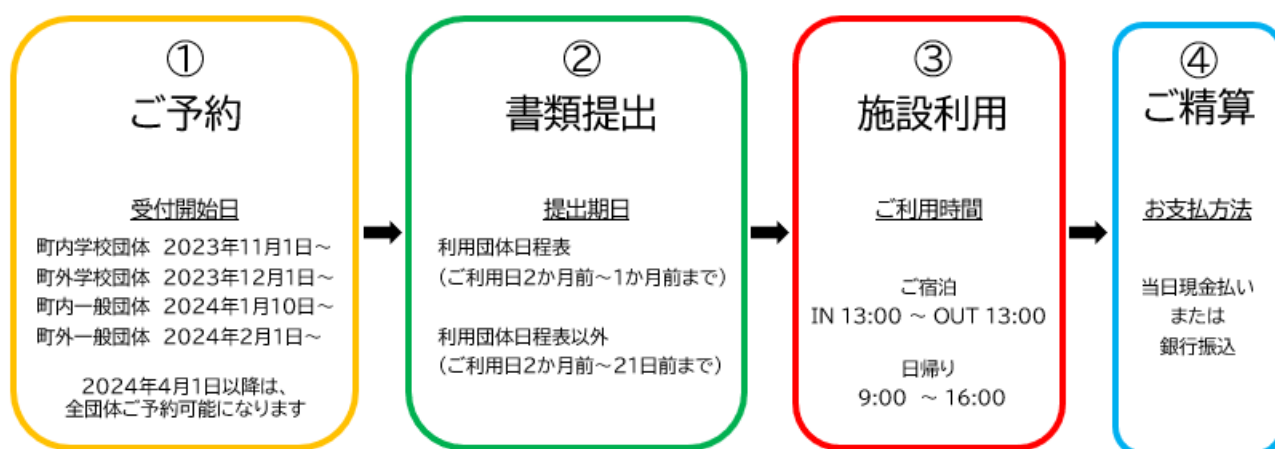 ①
ご予約
受付開始日
町内学校団体 2023年11月1日～
町外学校団体 2023年12月1日～
町内一般団体 2024年1月10日～
町外一般団体 2024年2月1日～
2024年4月1日以降は、
全団体ご予約可能になります
②
書類提出
提出期日
利用団体日程表
（ご利用日2か月前～1か月前まで）
利用団体日程表以外
（ご利用日2か月前～21日前まで）
③
施設利用
ご利用時間
ご宿泊
IN 13:00 ～ OUT 13:00
日帰り
9:00 ～ 16:00
④
ご精算
お支払方法
当日現金払い
または
銀行振込